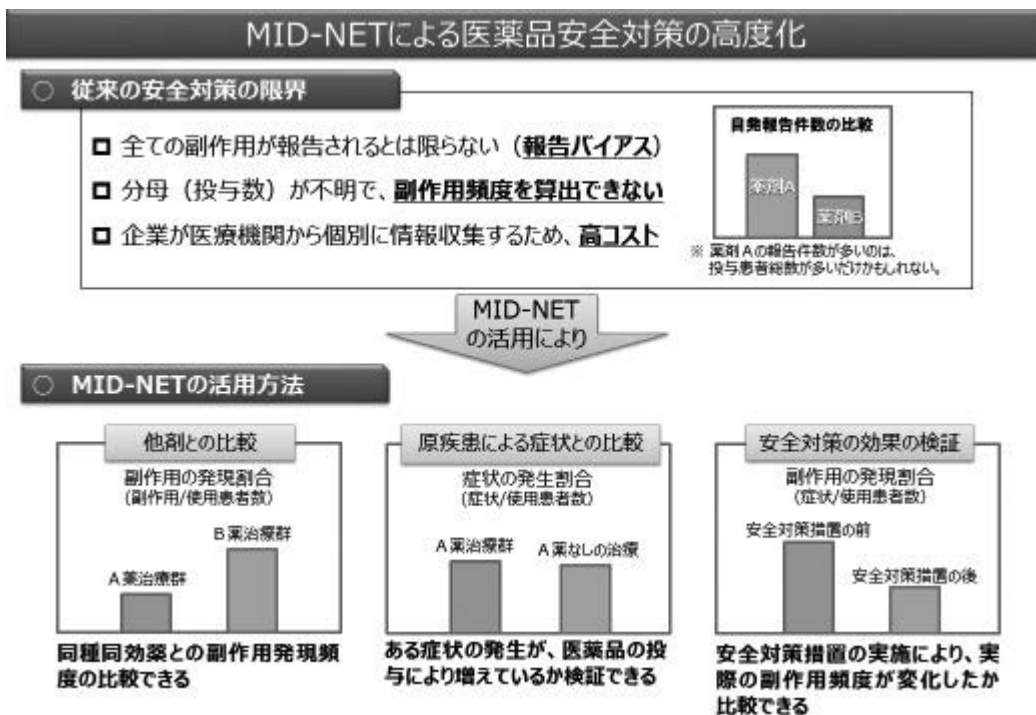 MID-NETによる医薬品安全対策の高度化
○ 従来の安全対策の限界
全ての副作用が報告されるとは限らない（報告バイアス）
分母（投与数）が不明で、副作用頻度を算出できない
企業が医療機関から個別に情報収集するため、高コスト
自発報告件数の比較
薬剤A
薬剤B
※ 薬剤Aの報告件数が多いのは、
投与患者総数が多いだけかもしれない。
MID-NET
の活用により
○ MID-NETの活用方法
他剤との比較
副作用の発現割合
(副作用/使用患者数)
B薬治療群
A薬治療群
同種同効薬との副作用発現頻
度の比較できる
原疾患による症状との比較
症状の発生割合
(症状/使用患者数)
A薬治療群
A薬なしの治療
ある症状の発生が、医薬品の投
与により増えているか検証できる
安全対策の効果の検証
副作用の発現割合
(症状/使用患者数)
安全対策措置の前
安全対策措置の後
安全対策措置の実施により、実
際の副作用頻度が変化したか
比較できる